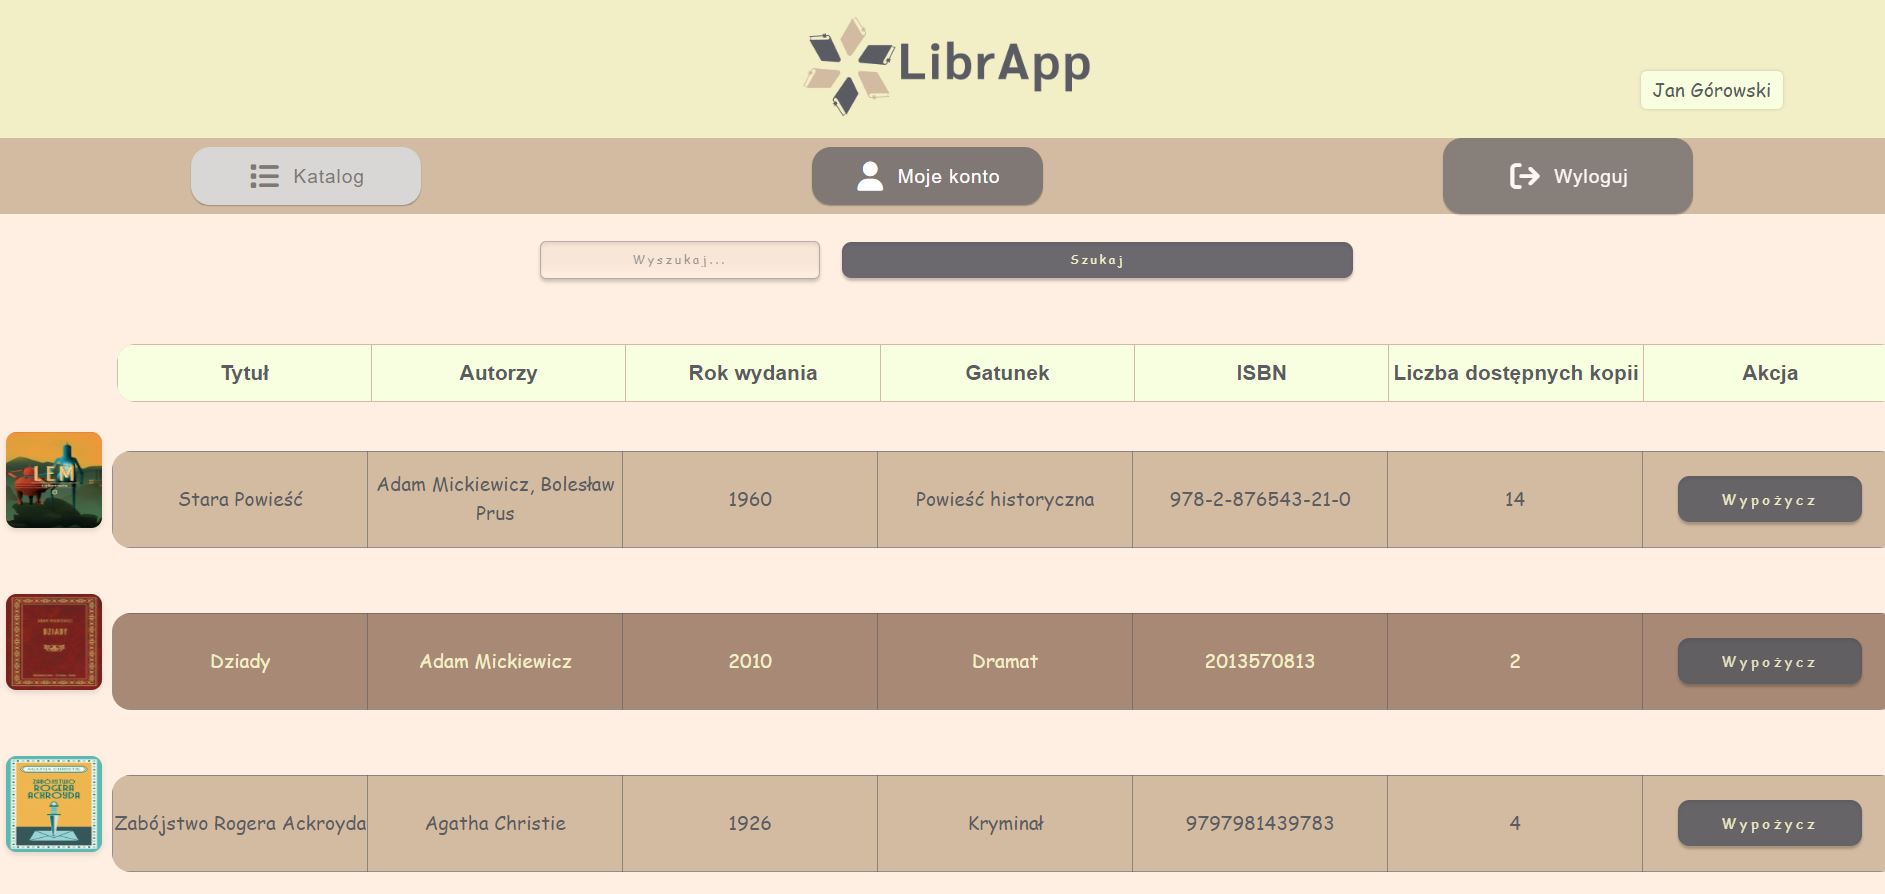 LibrApp
Jan Górowski
Katalog
Moje konto
Wyloguj
Wyszukaj...
Szukaj
Tytuł Autorzy Rok wydania Gatunek ISBN Liczba dostępnych kopii Akcja
LEM
Stara Powieść Adam Mickiewicz, Bolesław 1960 Powieść historyczna 978-2-876543-21-0 14 Wypożycz
Prus
DZIADY
Dziady Adam Mickiewicz 2010 Dramat 2013570813 2 Wypożycz
AGATHA CHRISTIE
ZABÓJSTWO
ROGERA
ACKROYDA
Zabójstwo Rogera Ackroyda Agatha Christie 1926 Kryminał 9797981439783 4 Wypożycz